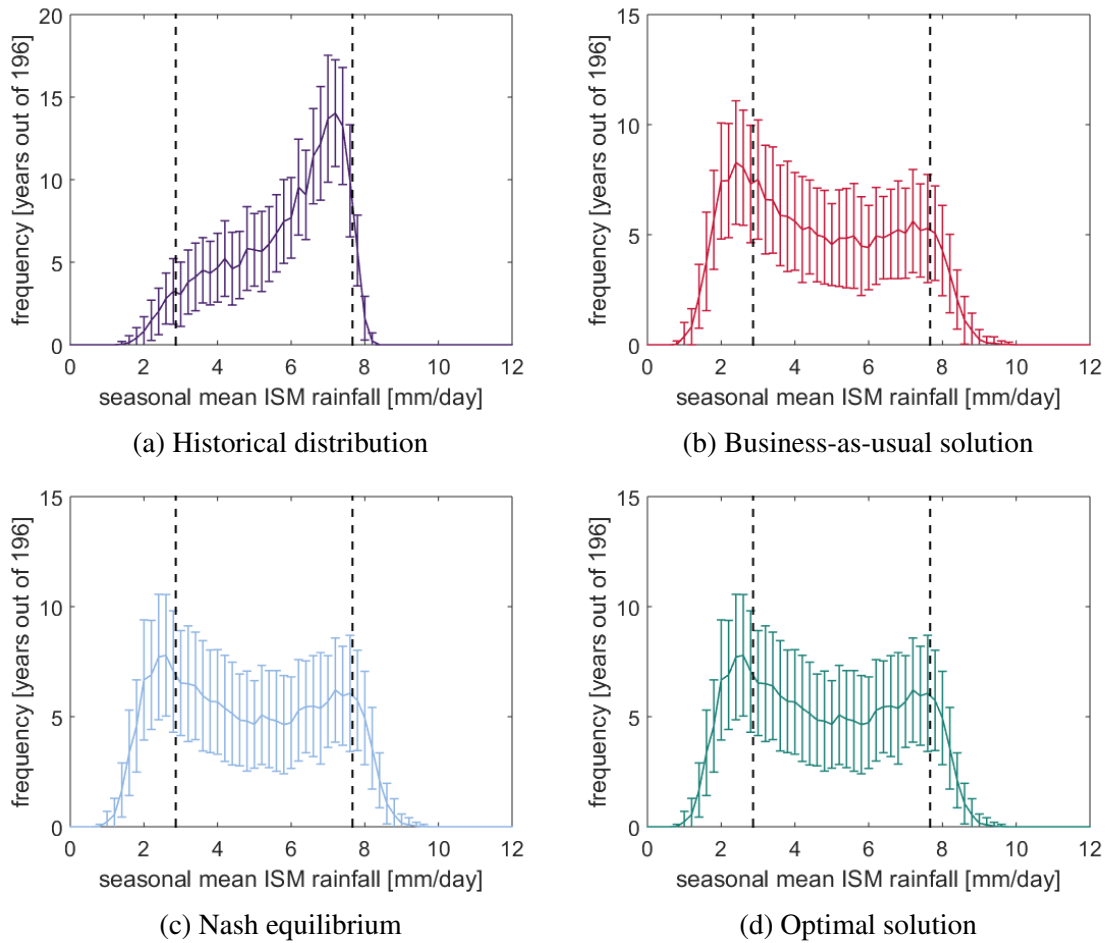 frequency [years out of 196]
20
15
10
5
0
0 2 4 6 8 10 12
seasonal mean ISM rainfall [mm/day]
(a) Historical distribution
frequency [years out of 196]
15
10
5
0
0 2 4 6 8 10 12
seasonal mean ISM rainfall [mm/day]
(b) Business-as-usual solution
frequency [years out of 196]
15
10
5
0
0 2 4 6 8 10 12
seasonal mean ISM rainfall [mm/day]
(c) Nash equilibrium
frequency [years out of 196]
15
10
5
0
0 2 4 6 8 10 12
seasonal mean ISM rainfall [mm/day]
(d) Optimal solution